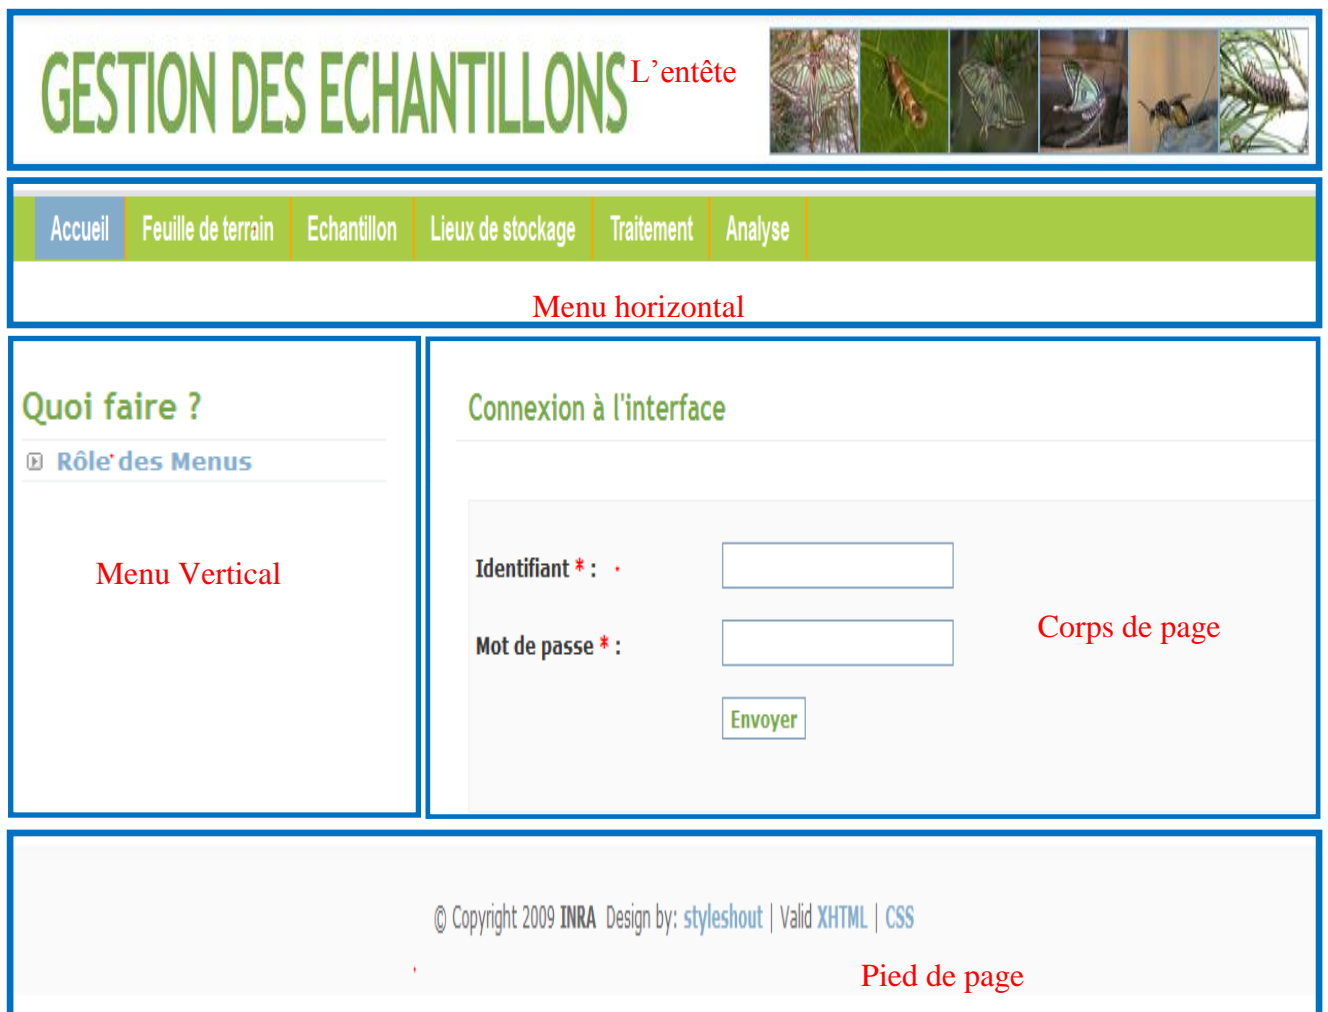 GESTION DES ECHANTILLONS
L’entête
Accueil Feuille de terrain Echantillon Lieux de stockage Traitement Analyse
Menu horizontal
Quoi faire ?
Rôle des Menus
Menu Vertical
Connexion à l'interface
Identifiant * :
Mot de passe * :
Corps de page
Envoyer
© Copyright 2009 INRA Design by: styleshout | Valid XHTML | CSS
Pied de page